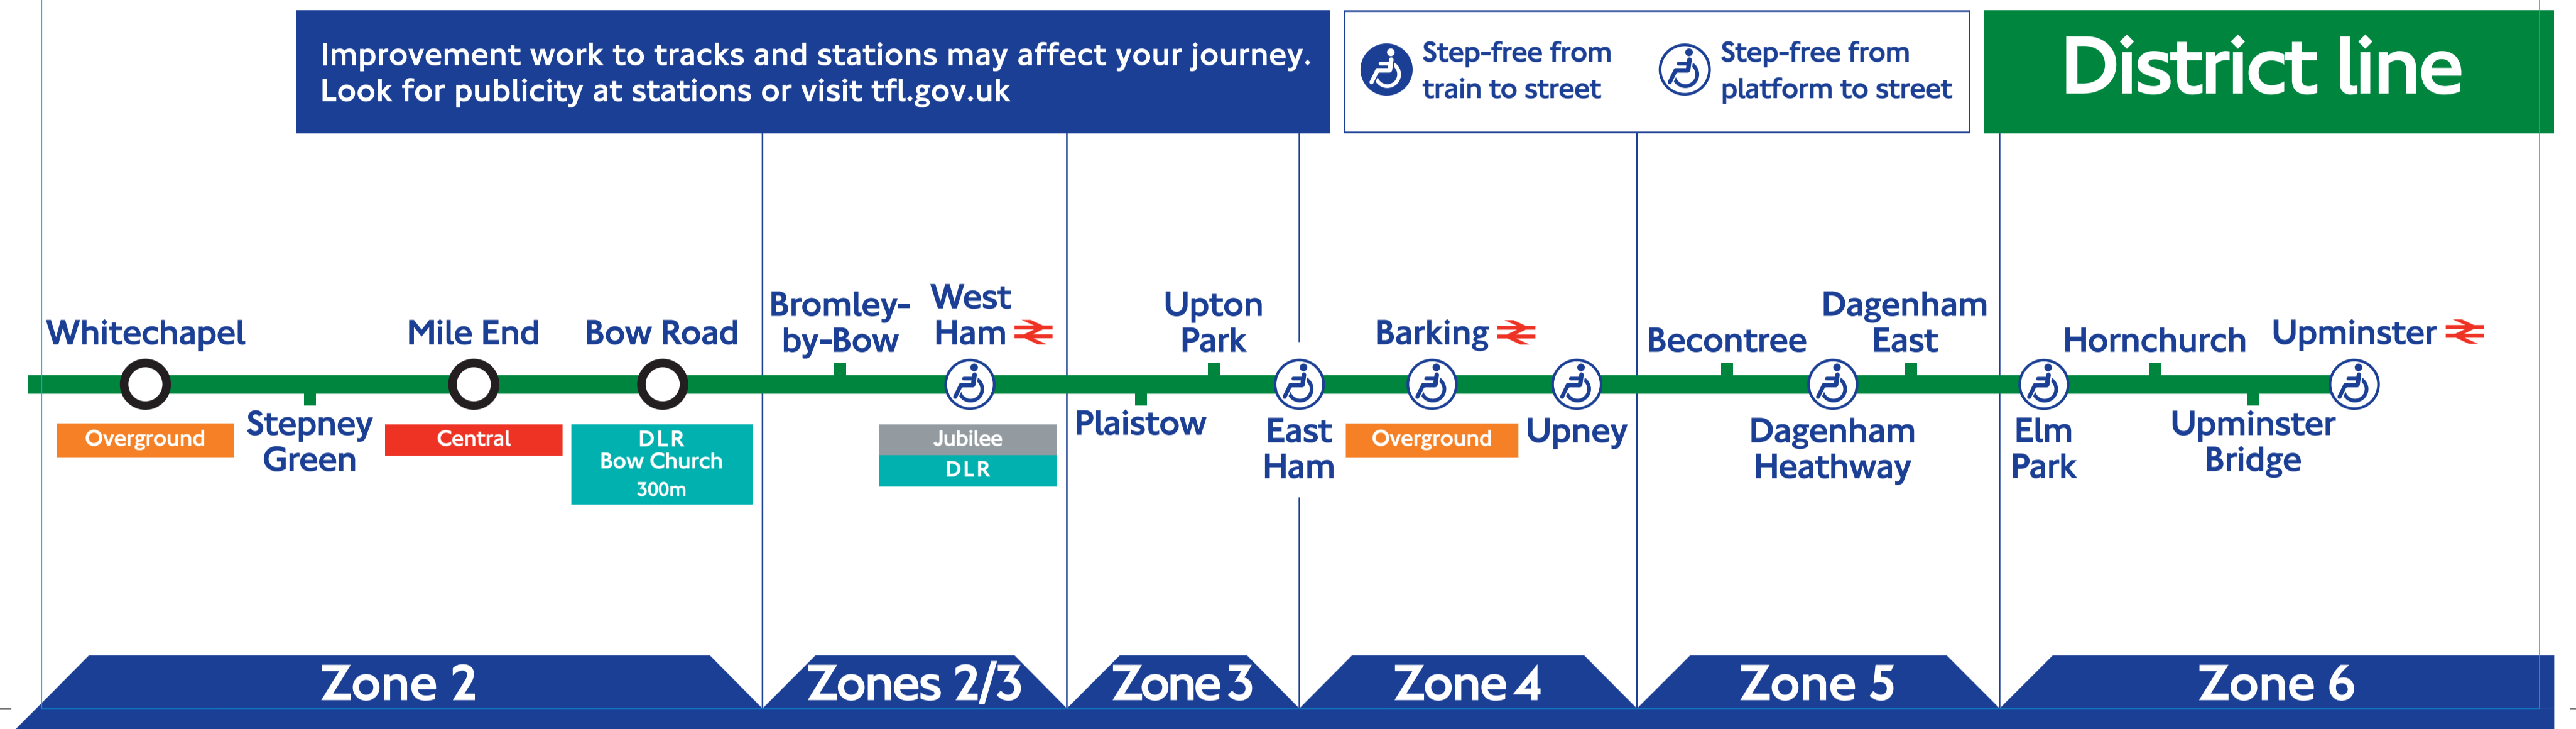 Improvement work to tracks and stations may affect your journey.
Look for publicity at stations or visit tfl.gov.uk
Step-free from
train to street
Step-free from
platform to street
District line
Whitechapel
Overground
Stepney
Green
Mile End
Central
Bow Road
DLR
Bow Church
300m
Bromley-
by-Bow
West
Ham
Jubilee
DLR
Plaistow
Upton
Park
East
Ham
Barking
Overground
Upney
Becontree
Dagenham
Heathway
Dagenham
East
Elm
Park
Hornchurch
Upminster
Bridge
Upminster
Zone 2
Zones 2/3
Zone 3
Zone 4
Zone 5
Zone 6